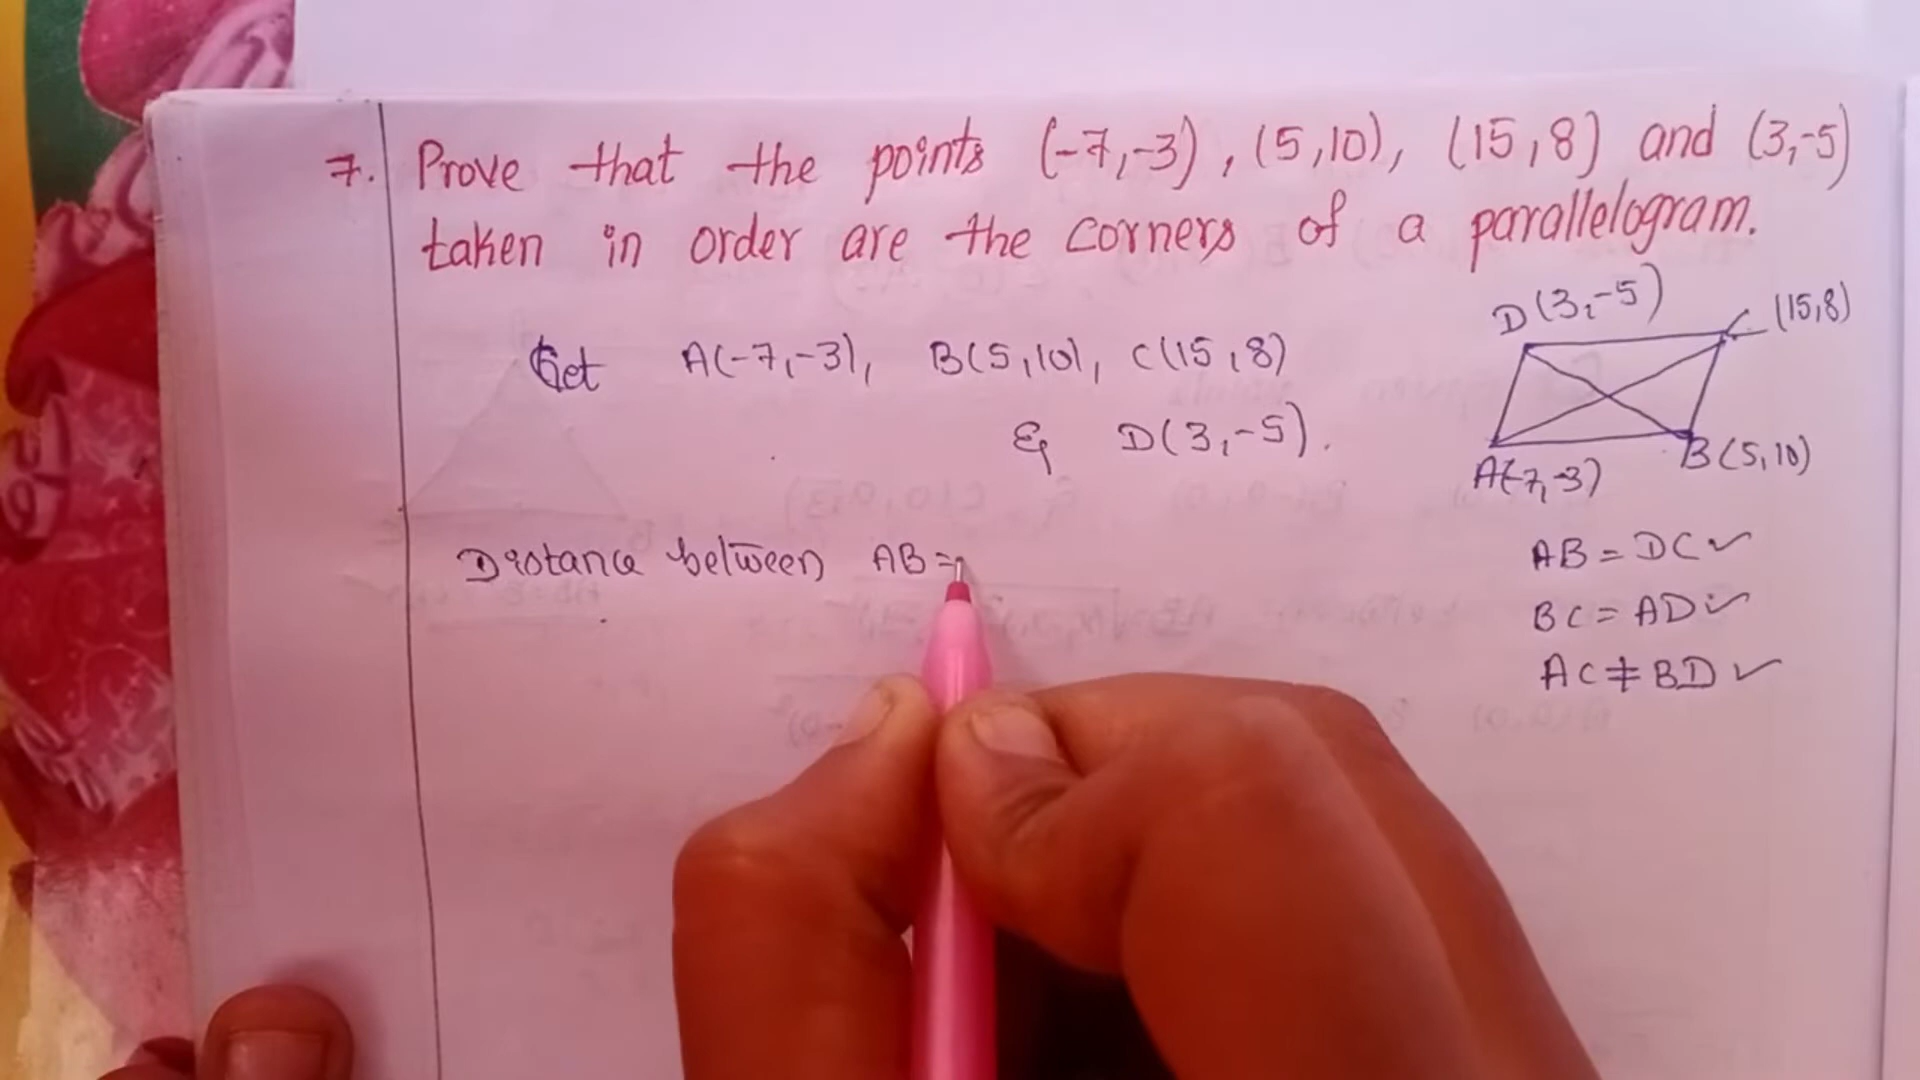 7. Prove that the points (-7,-3), (5,10), (15,8) and (3,-5)
taken in order are the corners of a parallelogram.
Let A(-7,-3), B(5,10), C(15,8)
& D(3,-5).
D(3,-5)
C (15,8)
A(-7,-3)
B(5,10)
Distance between AB=
AB = DC ✓
BC = AD ✓
AC ≠ BD ✓